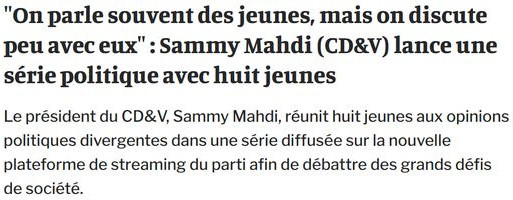 "On parle souvent des jeunes, mais on discute
peu avec eux" : Sammy Mahdi (CD&V) lance une
série politique avec huit jeunes
Le président du CD&V, Sammy Mahdi, réunit huit jeunes aux opinions
politiques divergentes dans une série diffusée sur la nouvelle
plateforme de streaming du parti afin de débattre des grands défis
de société.